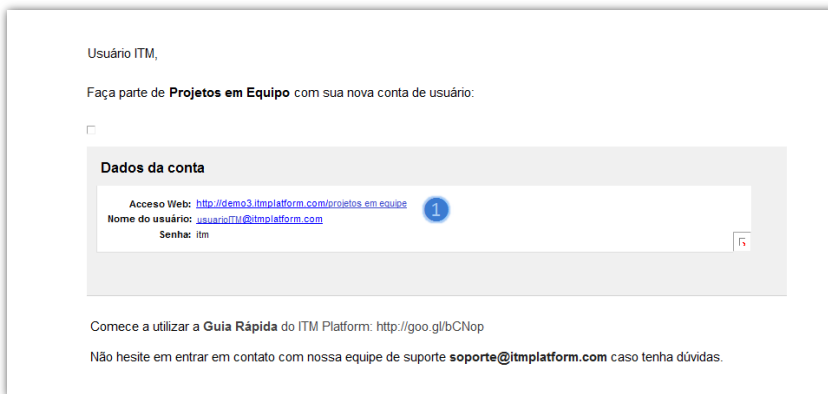 Usuário ITM,
Faça parte de Projetos em Equipo com sua nova conta de usuário:
Dados da conta
Acceso Web: http://demo3.itmplatform.com/projetos em equipe
1
Nome do usuário: usuarioITM@itmplatform.com
Senha: itm
Comece a utilizar a Guia Rápida do ITM Platform: http://goo.gl/bCNop
Não hesite em entrar em contato com nossa equipe de suporte soporte@itmplatform.com caso tenha dúvidas.